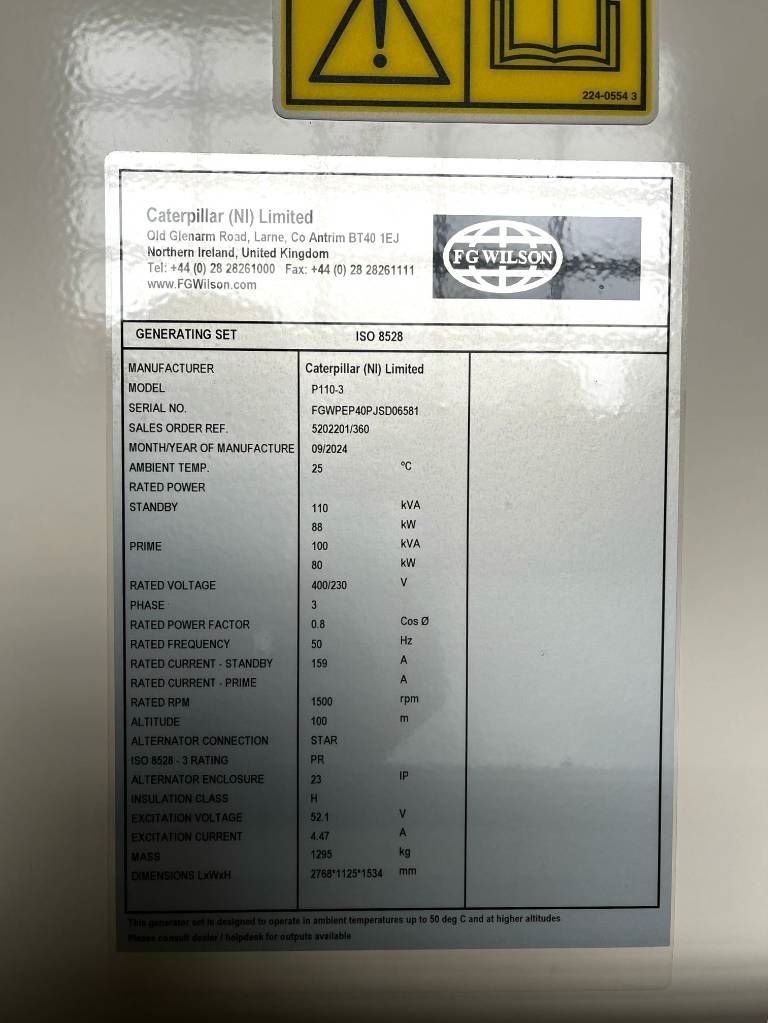 224-0554 3
Caterpillar (NI) Limited
Old Glenarm Road, Larne, Co Antrim BT40 1EJ
Northern Ireland, United Kingdom
Tel: +44 (0) 28 28261000 Fax: +44 (0) 28 28261111
www.FGWilson.com
FG WILSON
GENERATING SET ISO 8528
MANUFACTURER Caterpillar (NI) Limited
MODEL P110-3
SERIAL NO. FGWPEP40PJSD06581
SALES ORDER REF. 5202201/360
MONTH/YEAR OF MANUFACTURE 09/2024
AMBIENT TEMP. 25 ºC
RATED POWER
STANDBY 110 kVA
88 kW
PRIME 100 kVA
80 kW
RATED VOLTAGE 400/230 V
PHASE 3
RATED POWER FACTOR 0.8 Cos Ø
RATED FREQUENCY 50 Hz
RATED CURRENT - STANDBY 159 A
RATED CURRENT - PRIME A
RATED RPM 1500 rpm
ALTITUDE 100 m
ALTERNATOR CONNECTION STAR
ISO 8528 - 3 RATING PR
ALTERNATOR ENCLOSURE 23 IP
INSULATION CLASS H
EXCITATION VOLTAGE 52.1 V
EXCITATION CURRENT 4.47 A
MASS 1295 kg
DIMENSIONS LxWxH 2768*1125*1534 mm
This generator set is designed to operate in ambient temperatures up to 50 deg C and at higher altitudes
Please consult dealer / helpdesk for outputs available